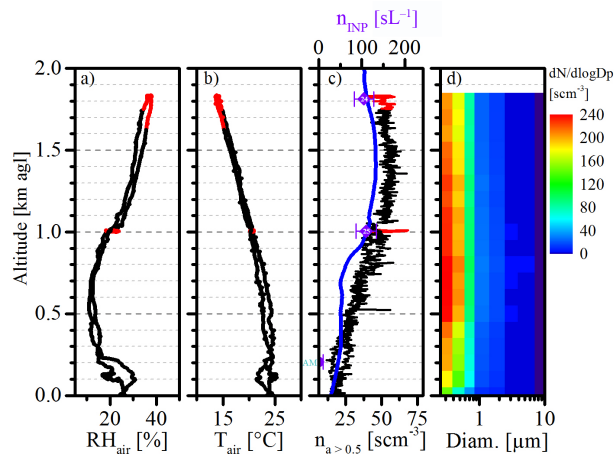 n_INP [sL⁻¹]
0 100 200
dN/dlogDp
[scm⁻³]
2.0 a) b) c) d)
240
200
160
120
80
40
0
1.5
1.0
0.5
0.0
Altitude [km agl]
AM
20 40 15 25 25 50 75 1 10
RH_air [%] T_air [°C] n_a > 0.5 [scm⁻³] Diam. [µm]